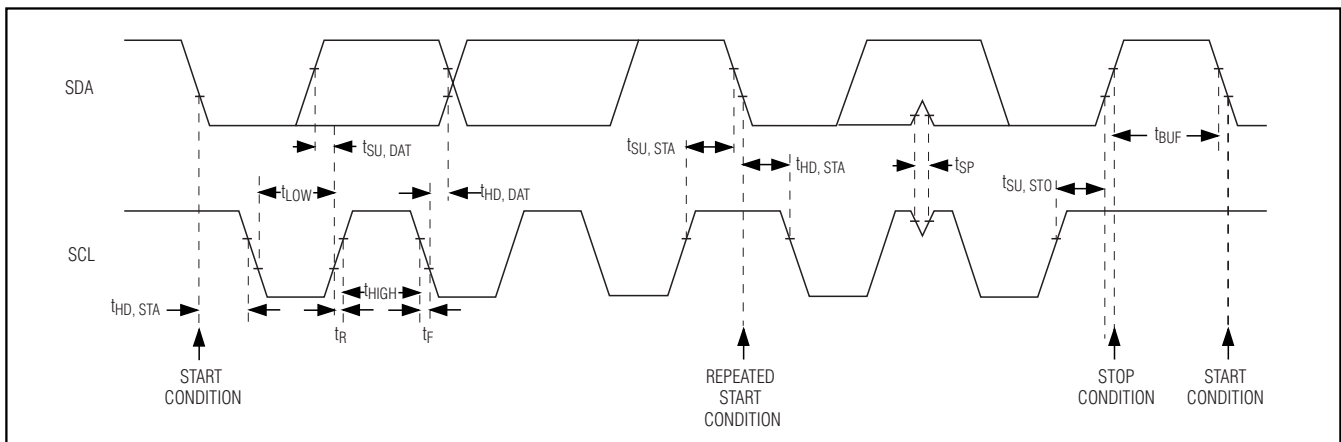 SDA
tSU, DAT
tLOW
tHD, DAT
tSU, STA
tHD, STA
tSP
tBUF
tSU, STO
SCL
tHD, STA
tR
tHIGH
tF
START
CONDITION
REPEATED
START
CONDITION
STOP
CONDITION
START
CONDITION